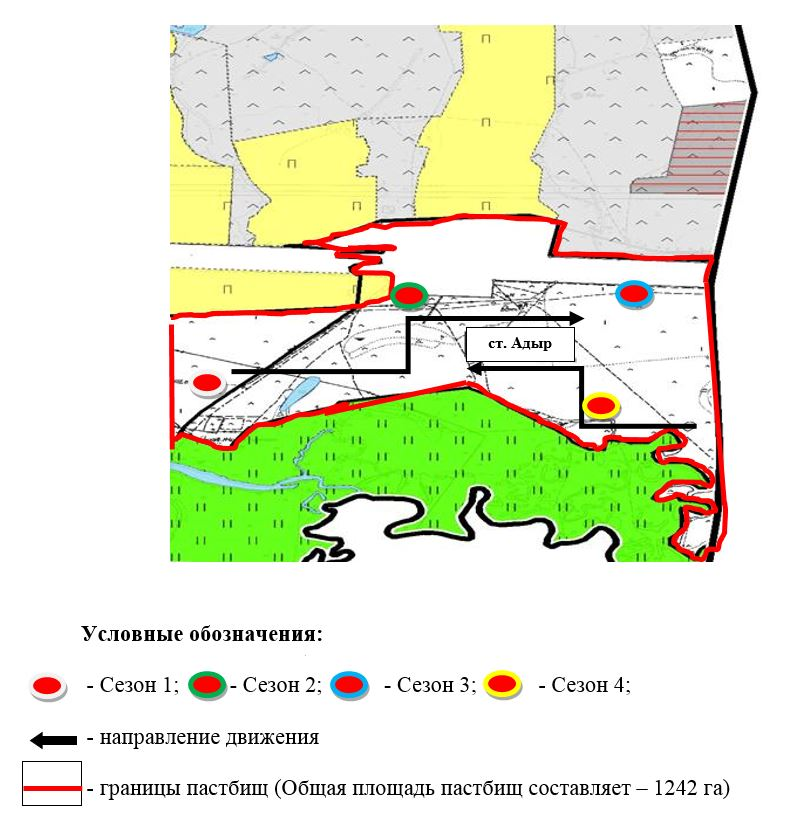 ст. Адыр
Условные обозначения:
- Сезон 1; - Сезон 2; - Сезон 3; - Сезон 4;
- направление движения
- границы пастбищ (Общая площадь пастбищ составляет – 1242 га)